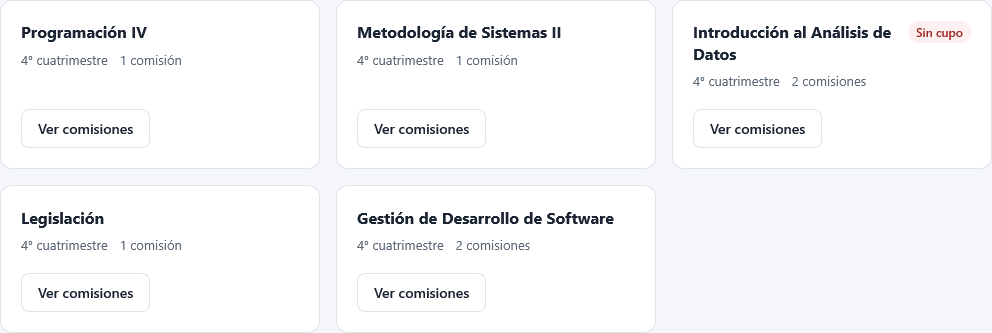 Programación IV
4° cuatrimestre 1 comisión
Ver comisiones
Metodología de Sistemas II
4° cuatrimestre 1 comisión
Ver comisiones
Introducción al Análisis de
Datos
Sin cupo
4° cuatrimestre 2 comisiones
Ver comisiones
Legislación
4° cuatrimestre 1 comisión
Ver comisiones
Gestión de Desarrollo de Software
4° cuatrimestre 2 comisiones
Ver comisiones